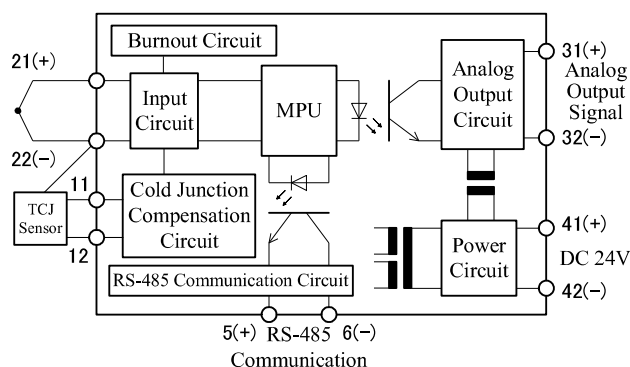 Burnout Circuit
21(+)
22(-)
Input
Circuit
MPU
Analog
Output
Circuit
31(+)
Analog
Output
Signal
32(-)
11
12
TCJ
Sensor
Cold Junction
Compensation
Circuit
RS-485 Communication Circuit
Power
Circuit
41(+)
DC 24V
42(-)
5(+) RS-485 6(-)
Communication